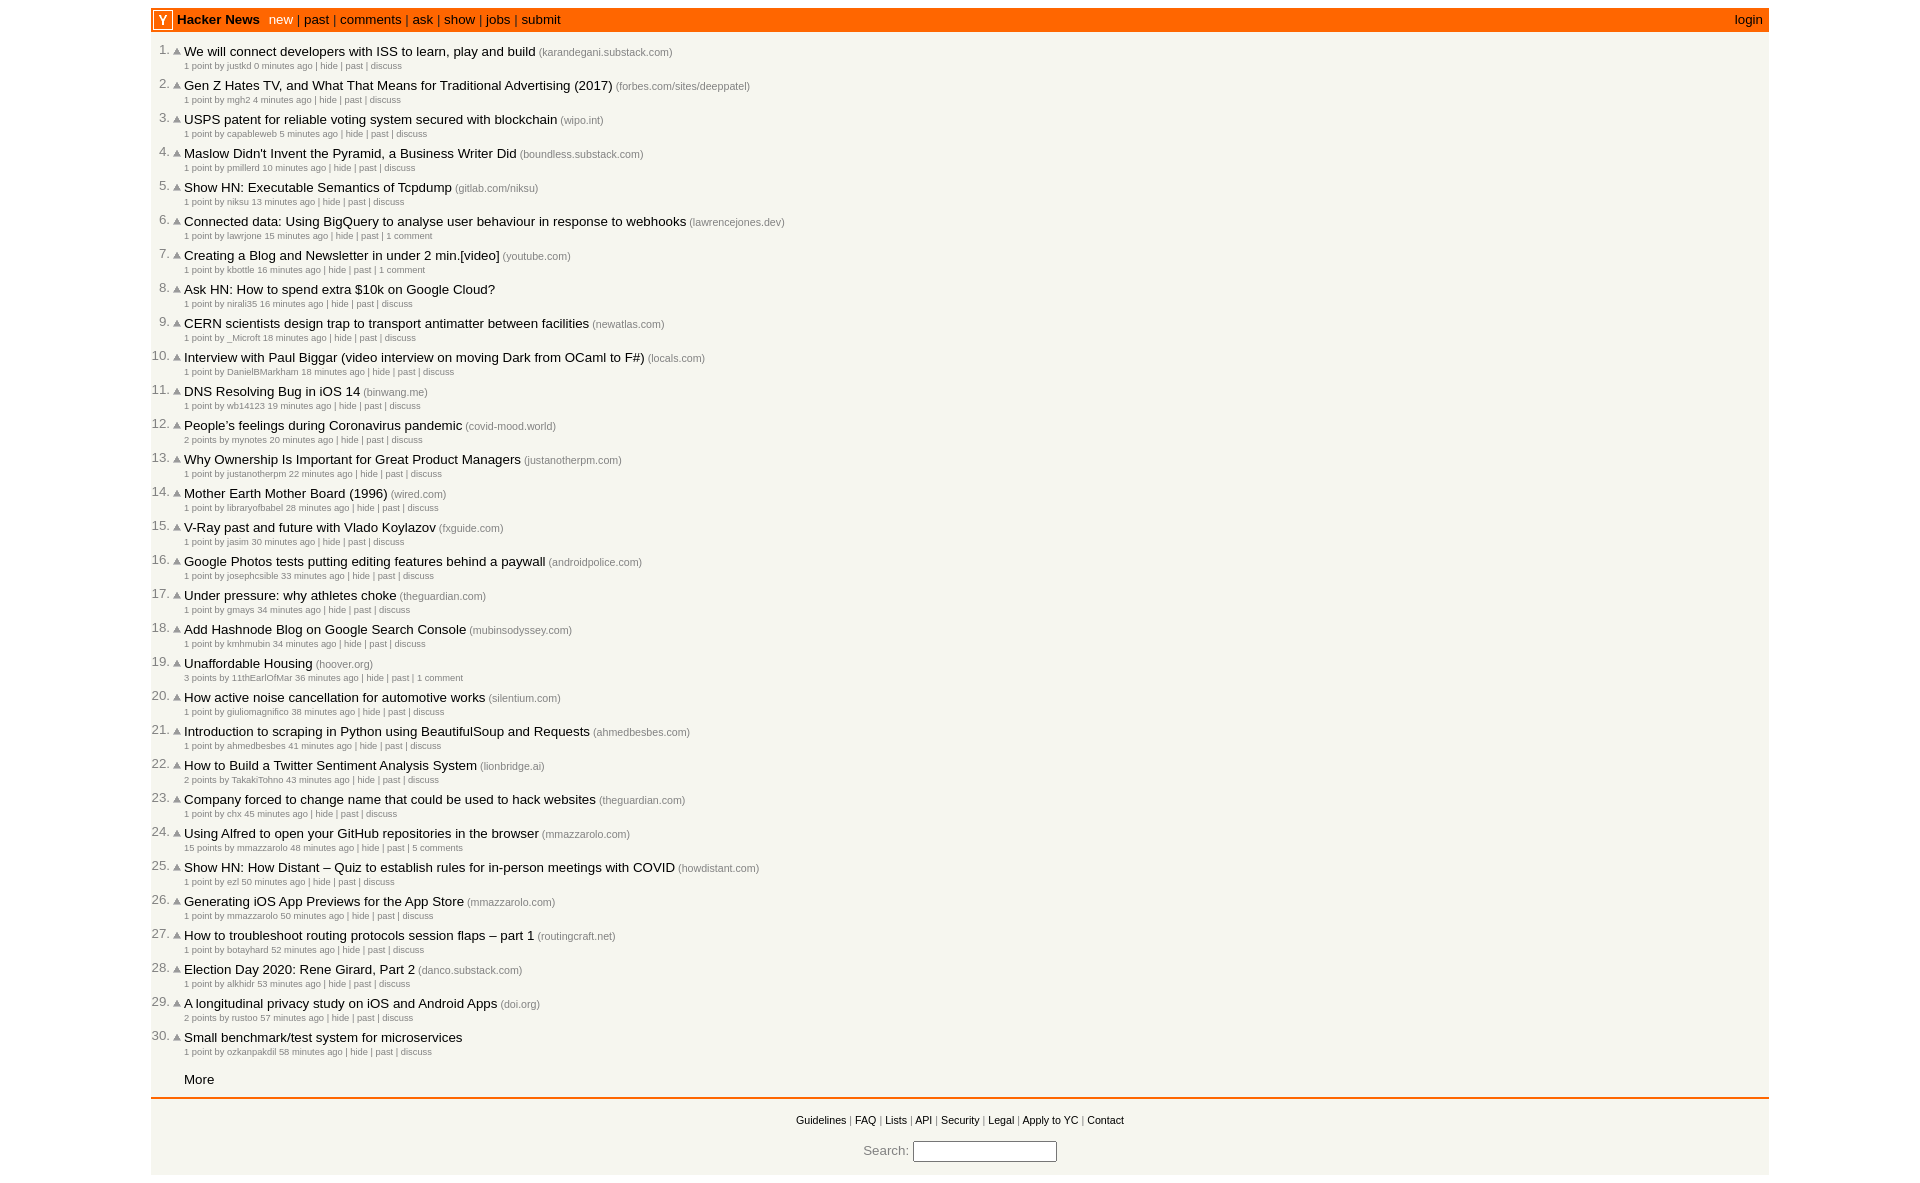 Y Hacker News new | past | comments | ask | show | jobs | submit login
1. We will connect developers with ISS to learn, play and build (karandegani.substack.com)
1 point by justkd 0 minutes ago | hide | past | discuss
2. Gen Z Hates TV, and What That Means for Traditional Advertising (2017) (forbes.com/sites/deeppatel)
1 point by mgh2 4 minutes ago | hide | past | discuss
3. USPS patent for reliable voting system secured with blockchain (wipo.int)
1 point by capableweb 5 minutes ago | hide | past | discuss
4. Maslow Didn't Invent the Pyramid, a Business Writer Did (boundless.substack.com)
1 point by pmillerd 10 minutes ago | hide | past | discuss
5. Show HN: Executable Semantics of Tcpdump (gitlab.com/niksu)
1 point by niksu 13 minutes ago | hide | past | discuss
6. Connected data: Using BigQuery to analyse user behaviour in response to webhooks (lawrencejones.dev)
1 point by lawrjone 15 minutes ago | hide | past | 1 comment
7. Creating a Blog and Newsletter in under 2 min.[video] (youtube.com)
1 point by kbottle 16 minutes ago | hide | past | 1 comment
8. Ask HN: How to spend extra $10k on Google Cloud?
1 point by nirali35 16 minutes ago | hide | past | discuss
9. CERN scientists design trap to transport antimatter between facilities (newatlas.com)
1 point by _Microft 18 minutes ago | hide | past | discuss
10. Interview with Paul Biggar (video interview on moving Dark from OCaml to F#) (locals.com)
1 point by DanielBMarkham 18 minutes ago | hide | past | discuss
11. DNS Resolving Bug in iOS 14 (binwang.me)
1 point by wb14123 19 minutes ago | hide | past | discuss
12. People’s feelings during Coronavirus pandemic (covid-mood.world)
2 points by mynotes 20 minutes ago | hide | past | discuss
13. Why Ownership Is Important for Great Product Managers (justanotherpm.com)
1 point by justanotherpm 22 minutes ago | hide | past | discuss
14. Mother Earth Mother Board (1996) (wired.com)
1 point by libraryofbabel 28 minutes ago | hide | past | discuss
15. V-Ray past and future with Vlado Koylazov (fxguide.com)
1 point by jasim 30 minutes ago | hide | past | discuss
16. Google Photos tests putting editing features behind a paywall (androidpolice.com)
1 point by josephcsible 33 minutes ago | hide | past | discuss
17. Under pressure: why athletes choke (theguardian.com)
1 point by gmays 34 minutes ago | hide | past | discuss
18. Add Hashnode Blog on Google Search Console (mubinsodyssey.com)
1 point by kmhmubin 34 minutes ago | hide | past | discuss
19. Unaffordable Housing (hoover.org)
3 points by 11thEarlOfMar 36 minutes ago | hide | past | 1 comment
20. How active noise cancellation for automotive works (silentium.com)
1 point by giuliomagnifico 38 minutes ago | hide | past | discuss
21. Introduction to scraping in Python using BeautifulSoup and Requests (ahmedbesbes.com)
1 point by ahmedbesbes 41 minutes ago | hide | past | discuss
22. How to Build a Twitter Sentiment Analysis System (lionbridge.ai)
2 points by TakakiTohno 43 minutes ago | hide | past | discuss
23. Company forced to change name that could be used to hack websites (theguardian.com)
1 point by chx 45 minutes ago | hide | past | discuss
24. Using Alfred to open your GitHub repositories in the browser (mmazzarolo.com)
15 points by mmazzarolo 48 minutes ago | hide | past | 5 comments
25. Show HN: How Distant – Quiz to establish rules for in-person meetings with COVID (howdistant.com)
1 point by ezl 50 minutes ago | hide | past | discuss
26. Generating iOS App Previews for the App Store (mmazzarolo.com)
1 point by mmazzarolo 50 minutes ago | hide | past | discuss
27. How to troubleshoot routing protocols session flaps – part 1 (routingcraft.net)
1 point by botayhard 52 minutes ago | hide | past | discuss
28. Election Day 2020: Rene Girard, Part 2 (danco.substack.com)
1 point by alkhidr 53 minutes ago | hide | past | discuss
29. A longitudinal privacy study on iOS and Android Apps (doi.org)
2 points by rustoo 57 minutes ago | hide | past | discuss
30. Small benchmark/test system for microservices
1 point by ozkanpakdil 58 minutes ago | hide | past | discuss
More
Guidelines | FAQ | Lists | API | Security | Legal | Apply to YC | Contact
Search: